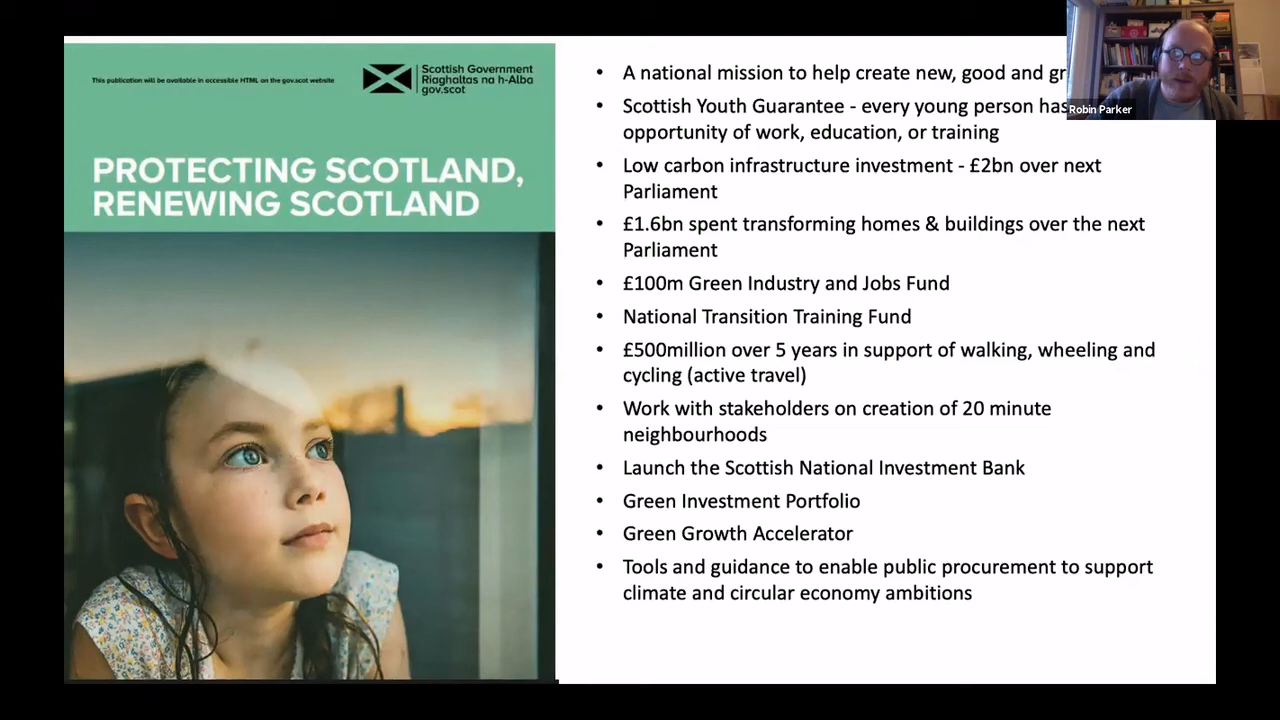 This publication will be available in accessible HTML on the gov.scot website
Scottish Government
Riaghaltas na h-Alba
gov.scot
PROTECTING SCOTLAND,
RENEWING SCOTLAND
• A national mission to help create new, good and
• Scottish Youth Guarantee - every young person has
opportunity of work, education, or training
• Low carbon infrastructure investment - £2bn over next
Parliament
• £1.6bn spent transforming homes & buildings over the next
Parliament
• £100m Green Industry and Jobs Fund
• National Transition Training Fund
• £500million over 5 years in support of walking, wheeling and
cycling (active travel)
• Work with stakeholders on creation of 20 minute
neighbourhoods
• Launch the Scottish National Investment Bank
• Green Investment Portfolio
• Green Growth Accelerator
• Tools and guidance to enable public procurement to support
climate and circular economy ambitions
Robin Parker